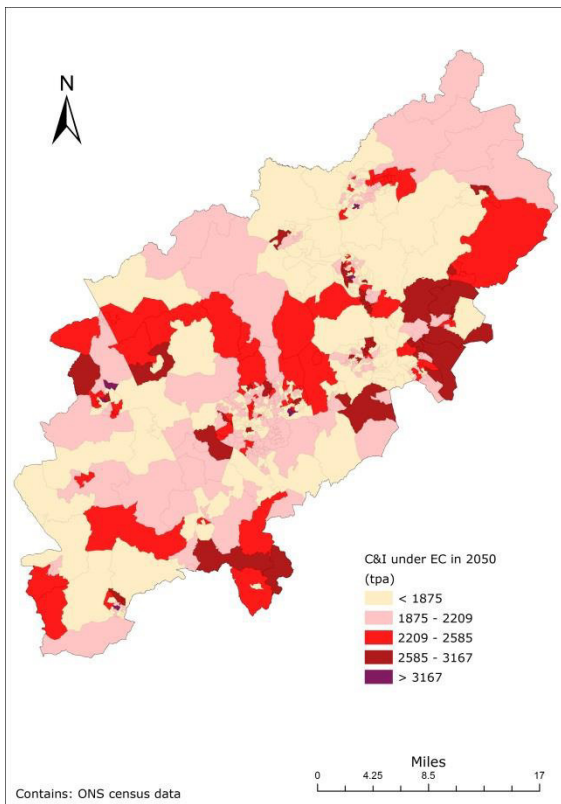 N
C&I under EC in 2050
(tpa)
< 1875
1875 - 2209
2209 - 2585
2585 - 3167
> 3167
Miles
0 4.25 8.5 17
Contains: ONS census data